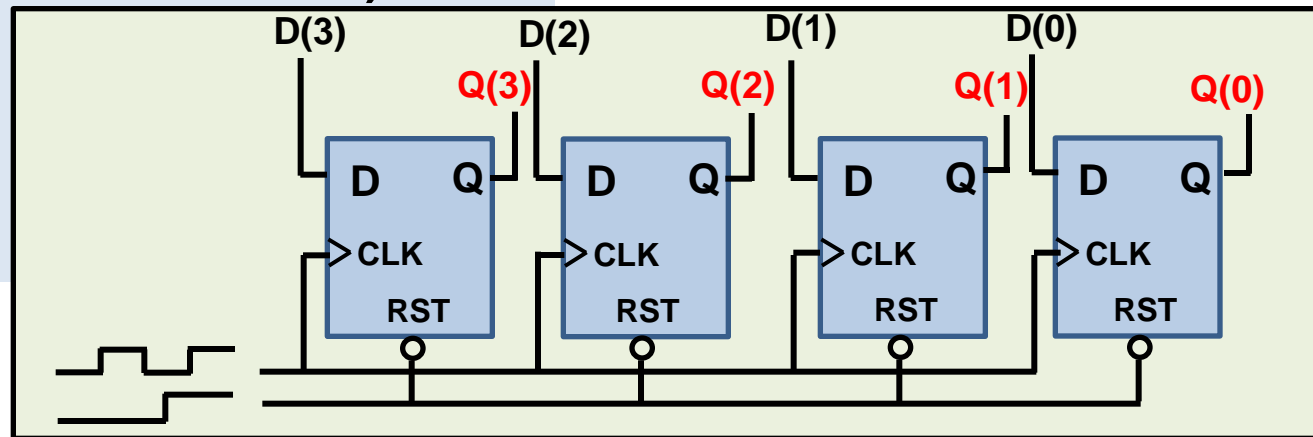 D(3) D(2) D(1) D(0)
Q(3) Q(2) Q(1) Q(0)
D Q D Q D Q D Q
CLK CLK CLK CLK
RST RST RST RST